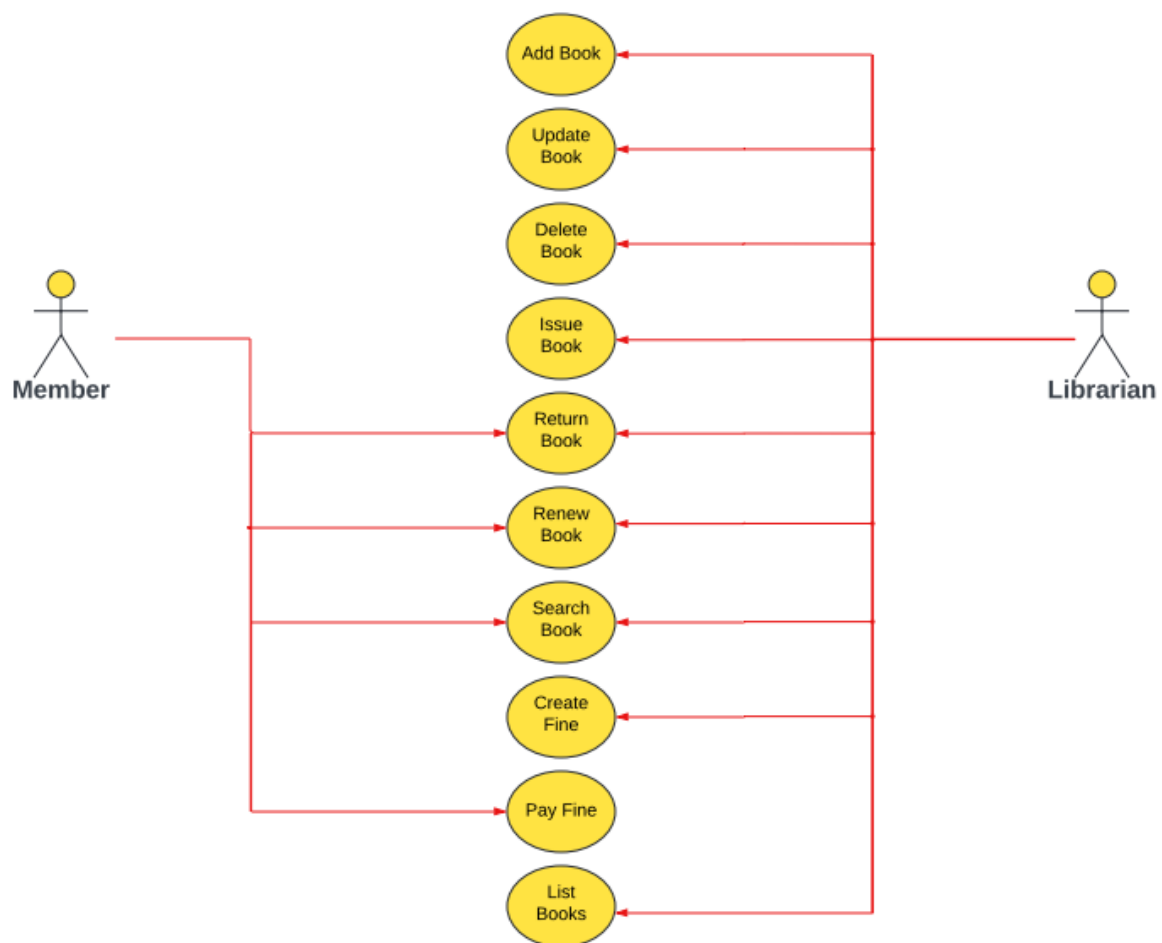 Add Book
Update
Book
Delete
Book
Issue
Book
Member
Librarian
Return
Book
Renew
Book
Search
Book
Create
Fine
Pay Fine
List
Books